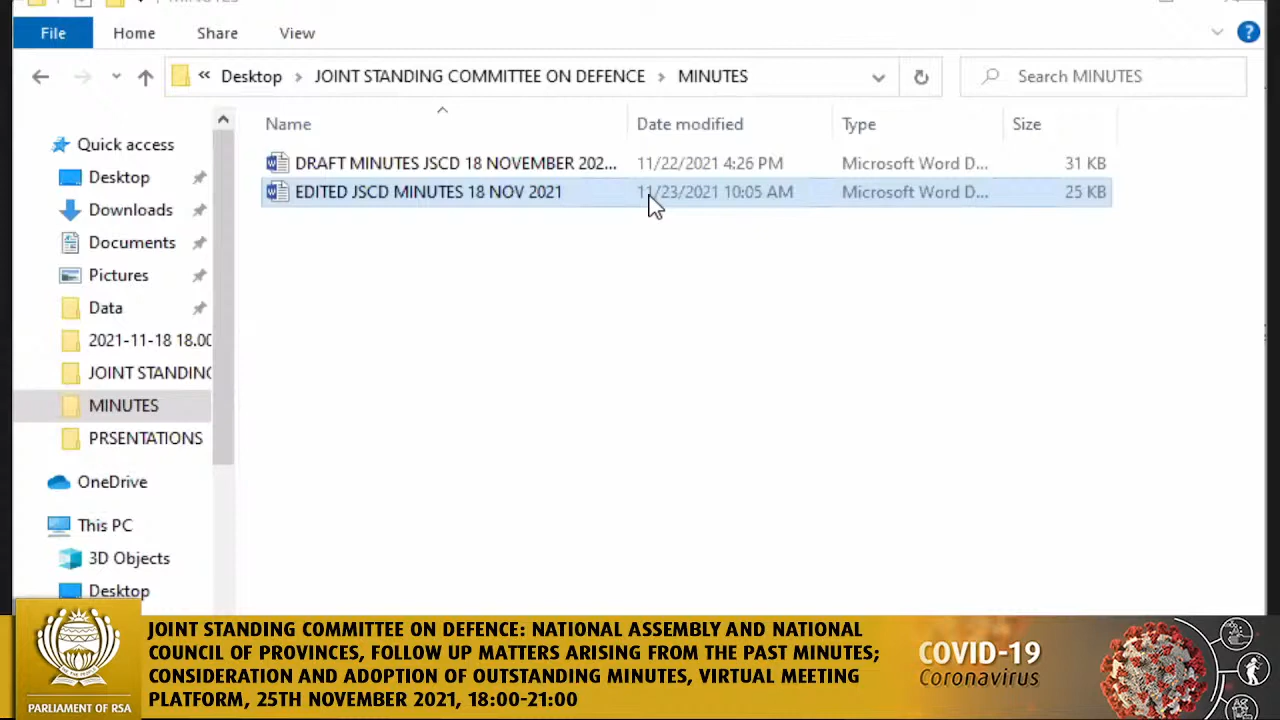 MINUTES
File Home Share View
« Desktop › JOINT STANDING COMMITTEE ON DEFENCE › MINUTES
Search MINUTES
Name Date modified Type Size
DRAFT MINUTES JSCD 18 NOVEMBER 202... 11/22/2021 4:26 PM Microsoft Word D... 31 KB
EDITED JSCD MINUTES 18 NOV 2021 11/23/2021 10:05 AM Microsoft Word D... 25 KB
Quick access
Desktop
Downloads
Documents
Pictures
Data
2021-11-18 18.00
JOINT STANDING
MINUTES
PRSENTATIONS
OneDrive
This PC
3D Objects
Desktop
PARLIAMENT OF RSA
JOINT STANDING COMMITTEE ON DEFENCE: NATIONAL ASSEMBLY AND NATIONAL
COUNCIL OF PROVINCES, FOLLOW UP MATTERS ARISING FROM THE PAST MINUTES;
CONSIDERATION AND ADOPTION OF OUTSTANDING MINUTES, VIRTUAL MEETING
PLATFORM, 25TH NOVEMBER 2021, 18:00-21:00
COVID-19
Coronavirus